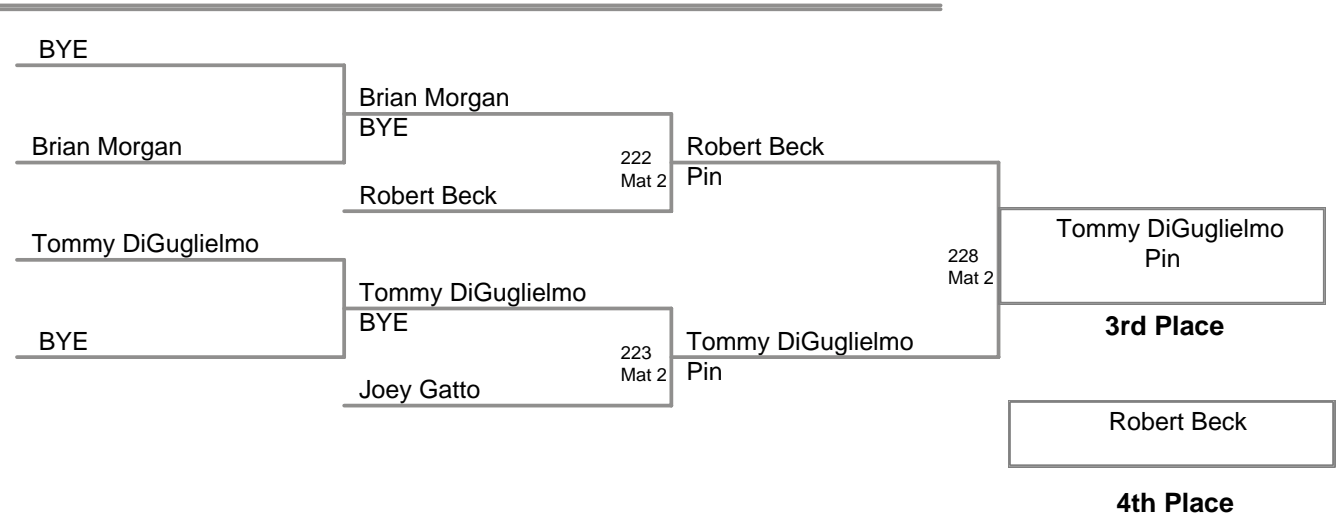 BYE
Brian Morgan
BYE
Brian Morgan
222
Mat 2
Robert Beck
Pin
Robert Beck
Tommy DiGuglielmo
Tommy DiGuglielmo
Pin
228
Mat 2
Tommy DiGuglielmo
BYE
3rd Place
BYE
223
Mat 2
Tommy DiGuglielmo
Pin
Joey Gatto
Robert Beck
4th Place